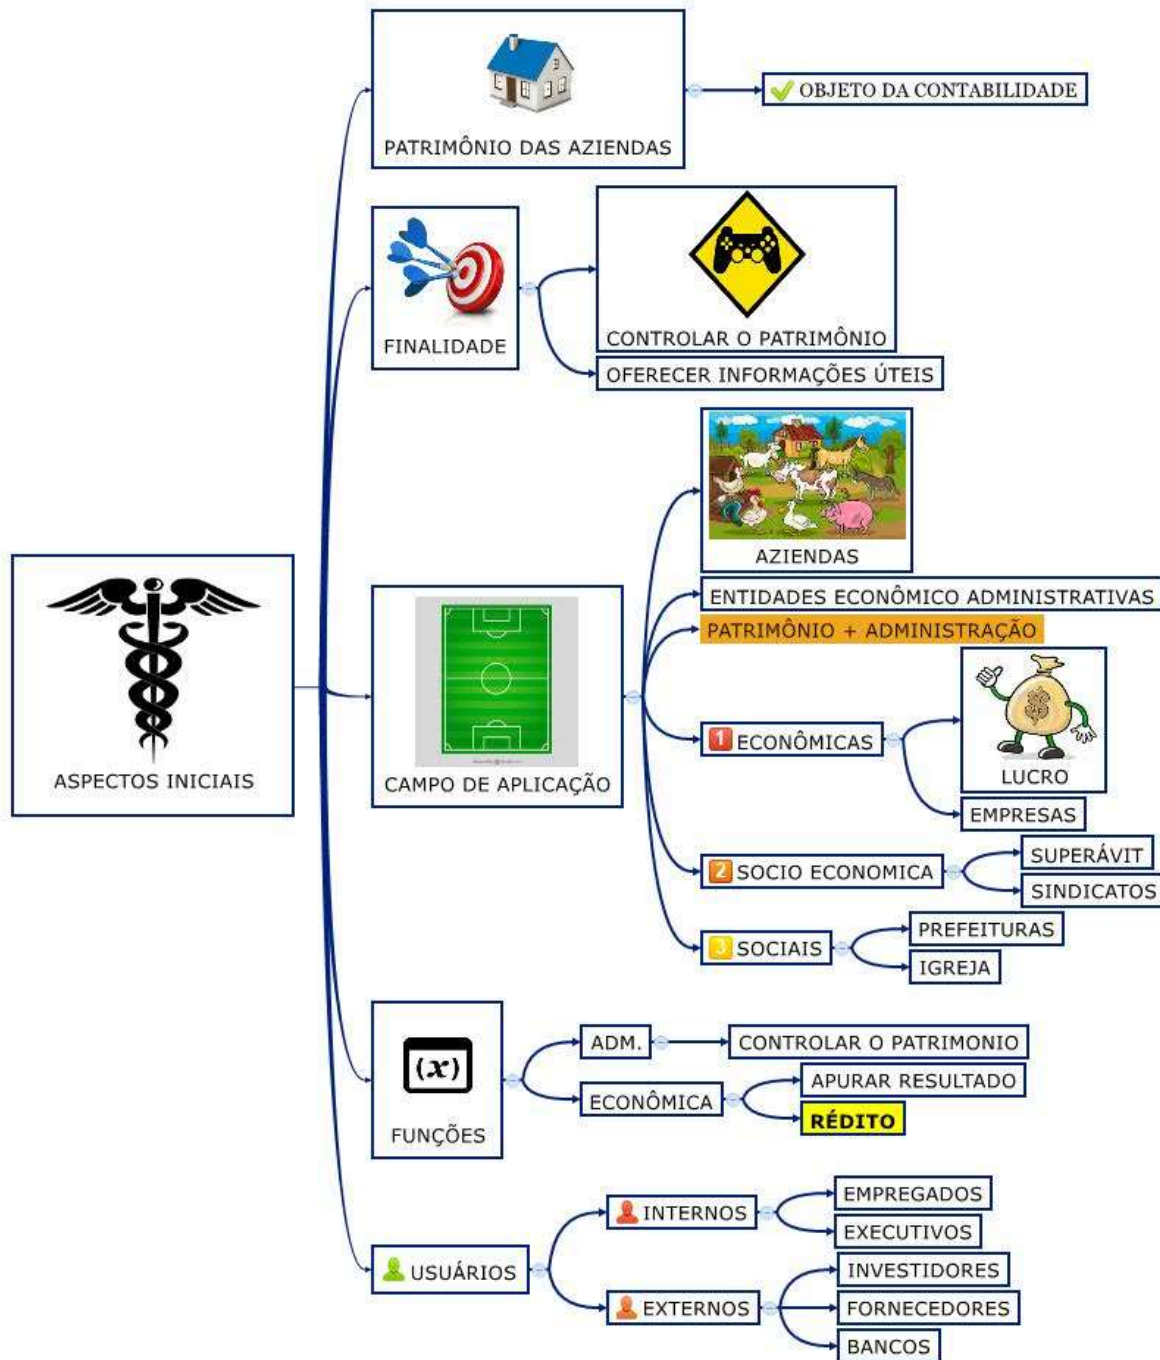 PATRIMÔNIO DAS AZIENDAS
OBJETO DA CONTABILIDADE
FINALIDADE
CONTROLAR O PATRIMÔNIO
OFERECER INFORMAÇÕES ÚTEIS
ASPECTOS INICIAIS
CAMPO DE APLICAÇÃO
AZIENDAS
ENTIDADES ECONÔMICO ADMINISTRATIVAS
PATRIMÔNIO + ADMINISTRAÇÃO
1 ECONÔMICAS
$
LUCRO
EMPRESAS
2 SOCIO ECONOMICA
SUPERÁVIT
SINDICATOS
3 SOCIAIS
PREFEITURAS
IGREJA
(x)
FUNÇÕES
ADM.
CONTROLAR O PATRIMONIO
ECONÔMICA
APURAR RESULTADO
RÉDITO
USUÁRIOS
INTERNOS
EMPREGADOS
EXECUTIVOS
EXTERNOS
INVESTIDORES
FORNECEDORES
BANCOS